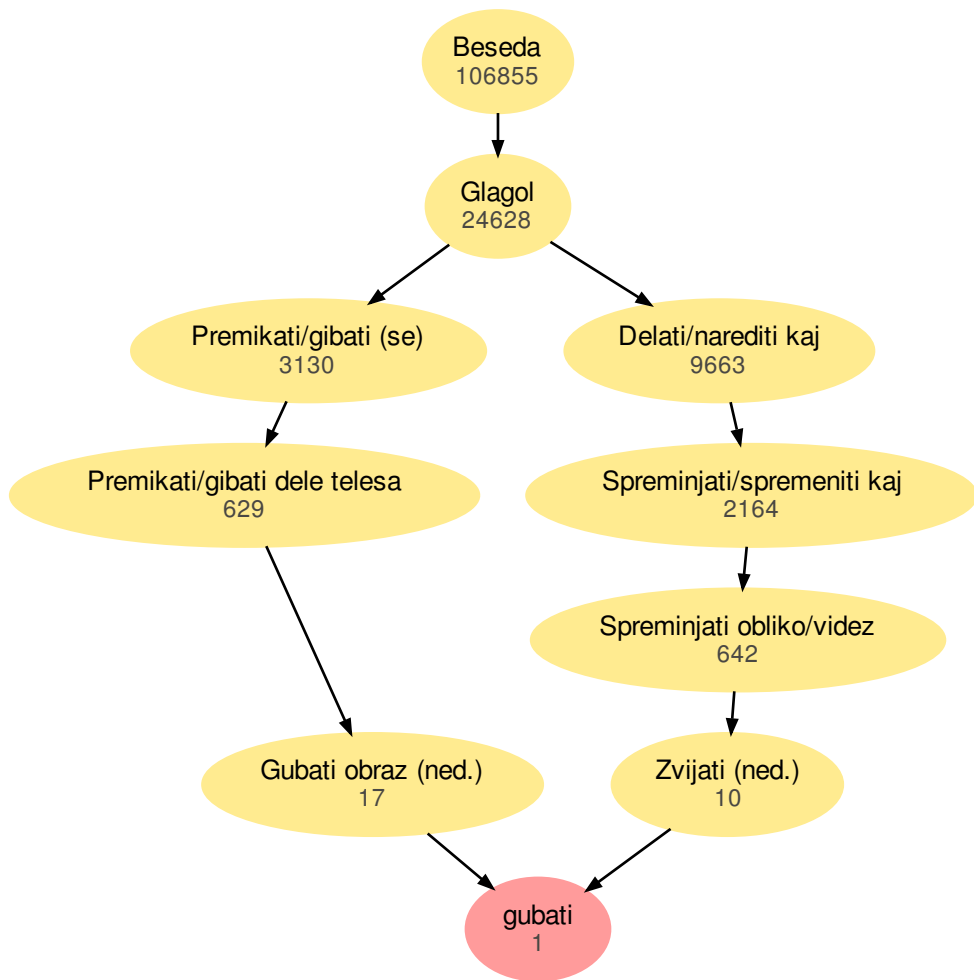 Beseda
106855
Glagol
24628
Premikati/gibati (se)
3130
Delati/narediti kaj
9663
Premikati/gibati dele telesa
629
Spreminjati/spremeniti kaj
2164
Spreminjati obliko/videz
642
Gubati obraz (ned.)
17
Zvijati (ned.)
10
gubati
1